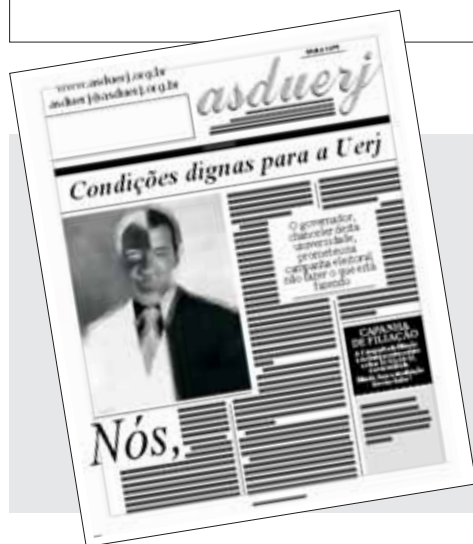 www.asduerj.org.br
asduerj@asduerj.org.br
asduerj
Condições dignas para a Uerj
O governador,
chanceler desta
universidade,
prometeu na
campanha eleitoral
não fazer o que está
fazendo
CAPANHA
DE FILIAÇÃO
Nós,